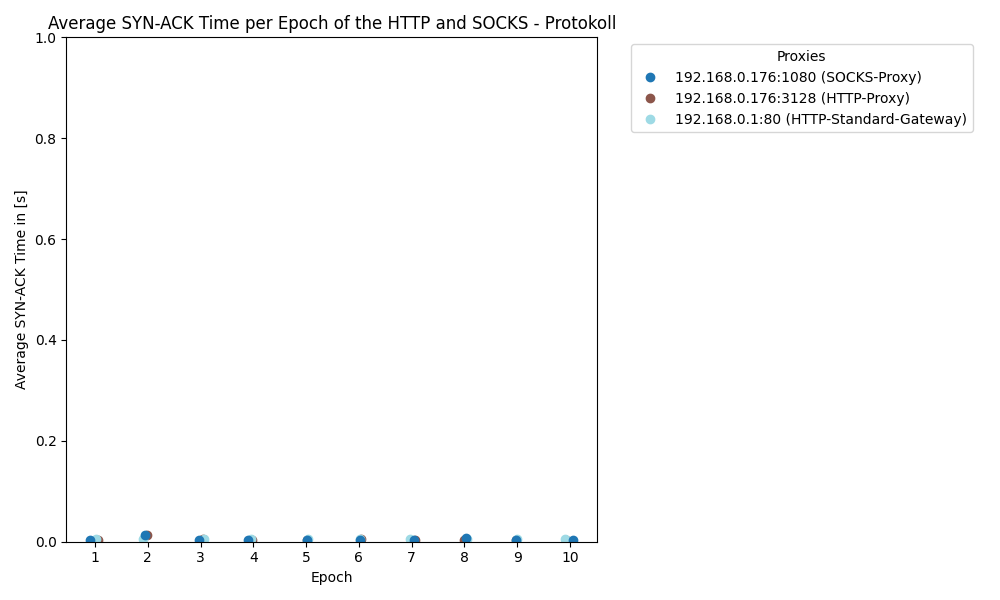 Average SYN-ACK Time per Epoch of the HTTP and SOCKS - Protokoll
Proxies
192.168.0.176:1080 (SOCKS-Proxy)
192.168.0.176:3128 (HTTP-Proxy)
192.168.0.1:80 (HTTP-Standard-Gateway)
Average SYN-ACK Time in [s]
1.0
0.8
0.6
0.4
0.2
0.0
1 2 3 4 5 6 7 8 9 10
Epoch